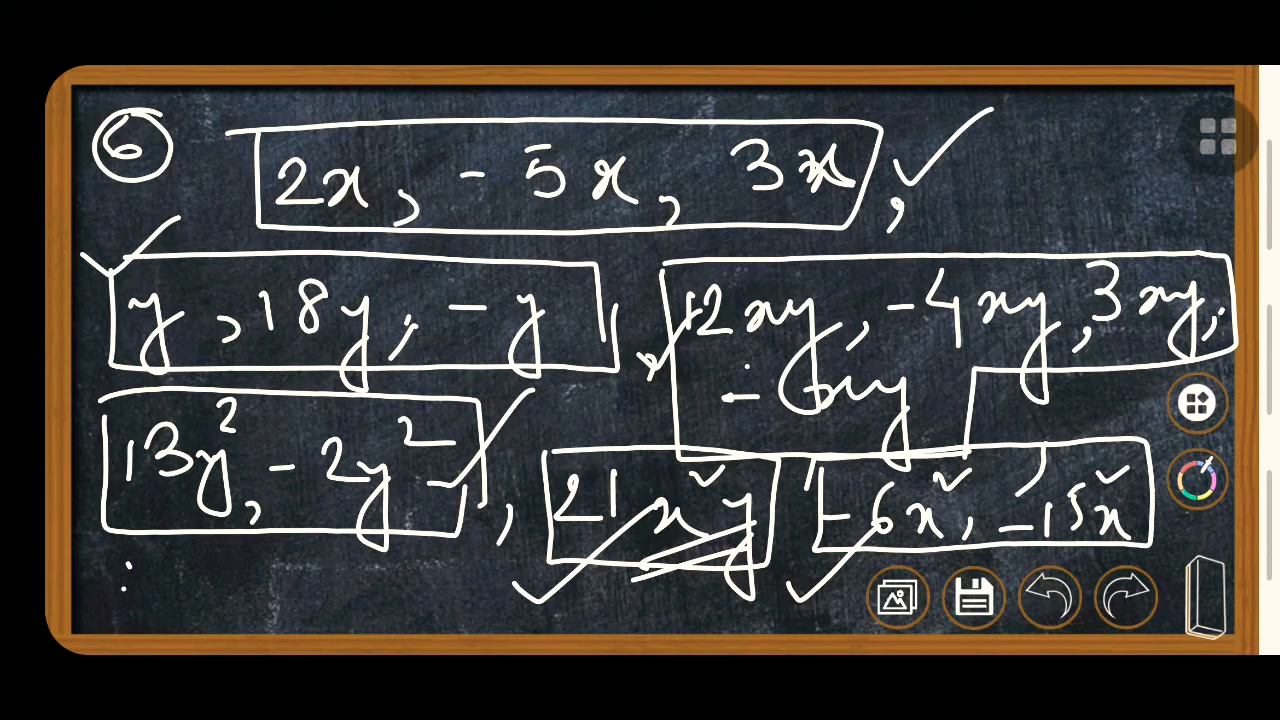 6 2x, - 5x, 3x,
y, 18y, - y, 12xy, -4xy, 3xy,
- 6xy
13y², - 2y², 21x²y, -6x², -15x²